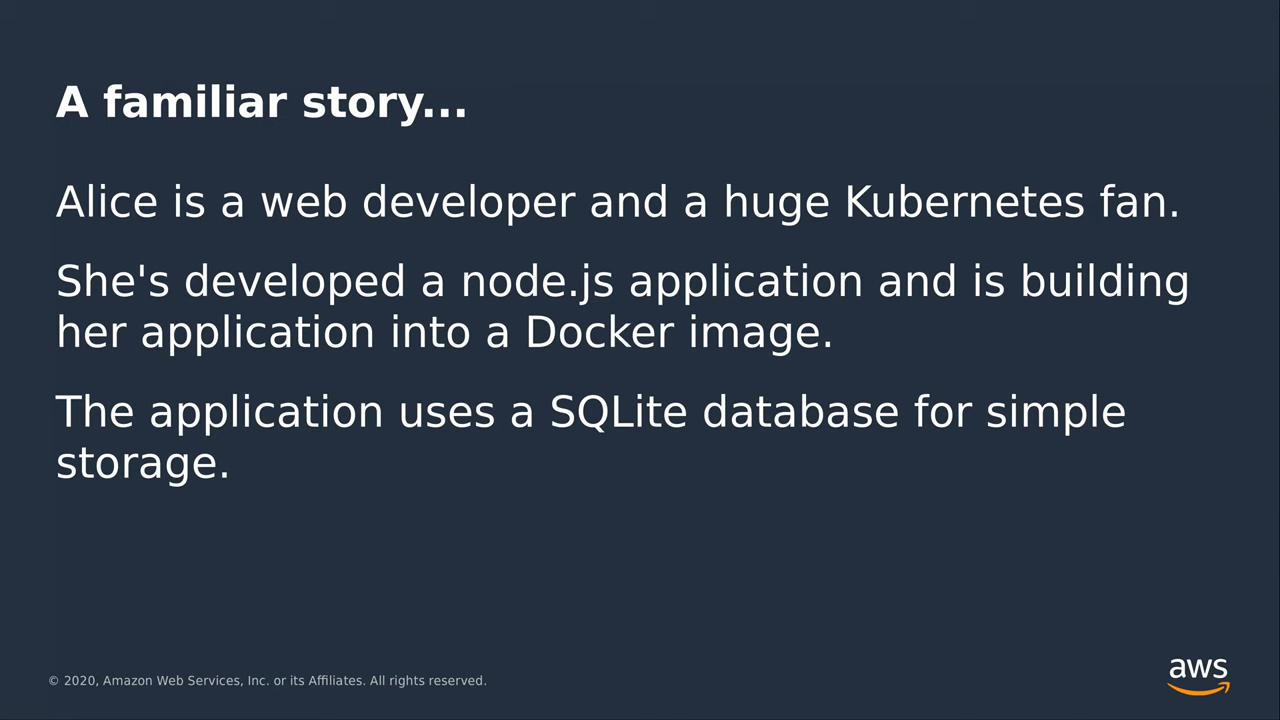 A familiar story...
Alice is a web developer and a huge Kubernetes fan.
She's developed a node.js application and is building
her application into a Docker image.
The application uses a SQLite database for simple
storage.
© 2020, Amazon Web Services, Inc. or its Affiliates. All rights reserved.
aws